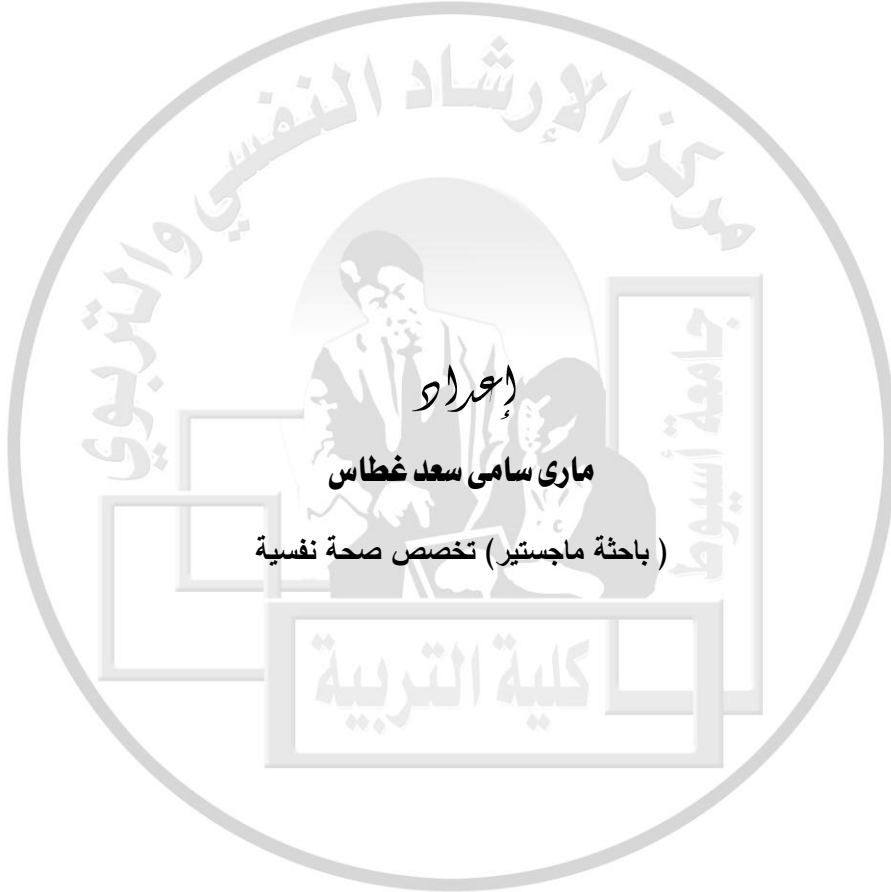 مركز الإرشاد النفسي والتربوي
جامعة أسيوط
إعداد
مارى سامى سعد غطاس
( باحثة ماجستير) تخصص صحة نفسية
كلية التربية